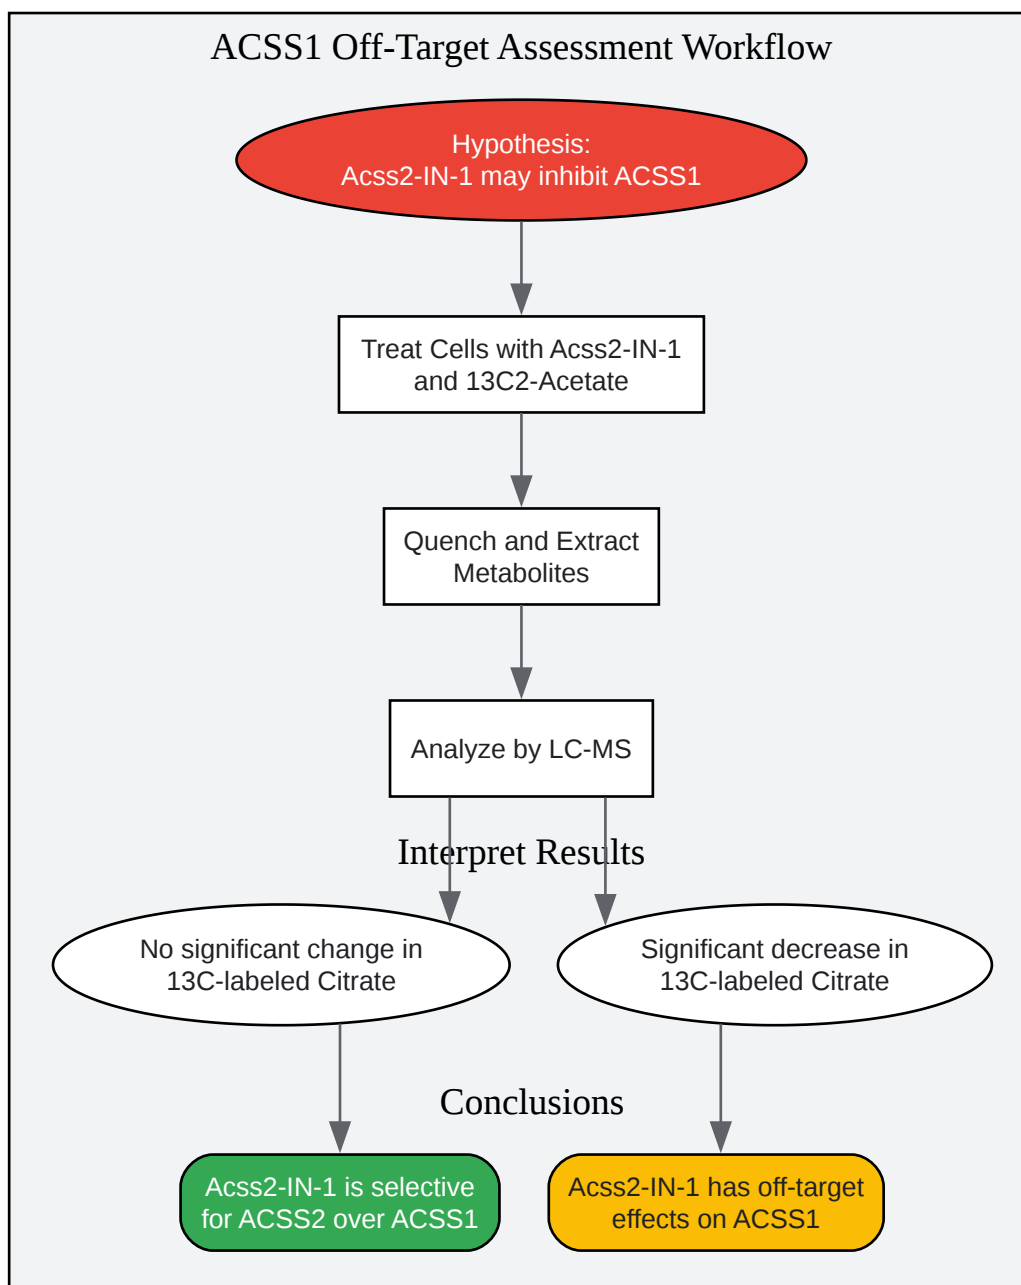 ACSS1 Off-Target Assessment Workflow
Hypothesis:
Acss2-IN-1 may inhibit ACSS1
Treat Cells with Acss2-IN-1
and 13C2-Acetate
Quench and Extract
Metabolites
Analyze by LC-MS
Interpret Results
No significant change in
13C-labeled Citrate
Significant decrease in
13C-labeled Citrate
Conclusions
Acss2-IN-1 is selective
for ACSS2 over ACSS1
Acss2-IN-1 has off-target
effects on ACSS1